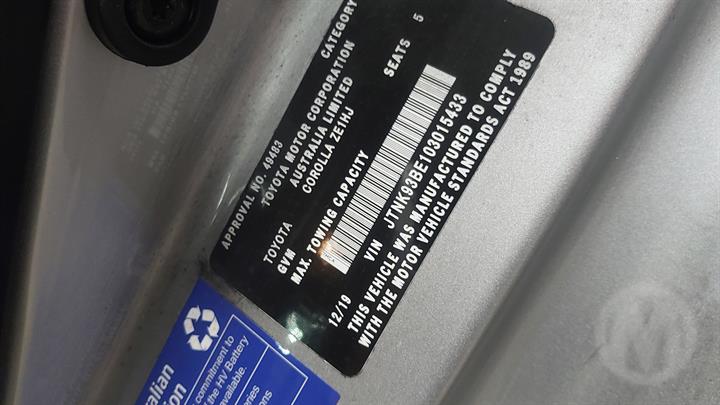 APPROVAL NO. 49483 CATEGORY
TOYOTA TOYOTA MOTOR CORPORATION
AUSTRALIA LIMITED
GVM COROLLA ZE1HJ SEATS 5
MAX. TOWING CAPACITY
12/19 VIN JTNK93BE103015433
THIS VEHICLE WAS MANUFACTURED TO COMPLY
WITH THE MOTOR VEHICLE STANDARDS ACT 1989
commitment to
the HV Battery
available.